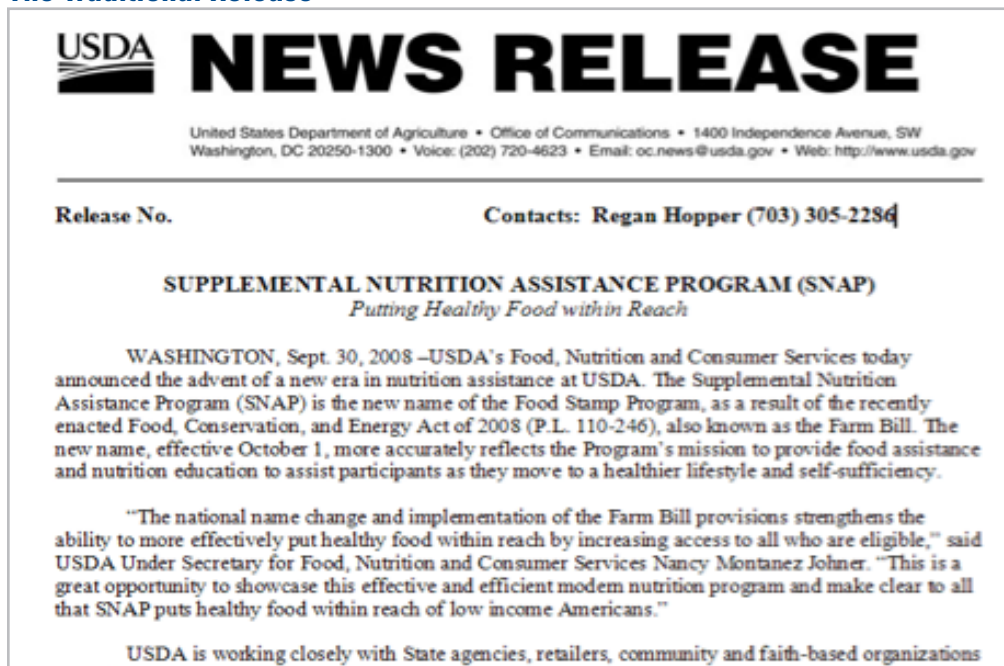 The Traditional Release
USDA
NEWS RELEASE
United States Department of Agriculture • Office of Communications • 1400 Independence Avenue, SW
Washington, DC 20250-1300 • Voice: (202) 720-4623 • Email: oc.news@usda.gov • Web: http://www.usda.gov
Release No. Contacts: Regan Hopper (703) 305-2286
SUPPLEMENTAL NUTRITION ASSISTANCE PROGRAM (SNAP)
Putting Healthy Food within Reach
WASHINGTON, Sept. 30, 2008 –USDA's Food, Nutrition and Consumer Services today
announced the advent of a new era in nutrition assistance at USDA. The Supplemental Nutrition
Assistance Program (SNAP) is the new name of the Food Stamp Program, as a result of the recently
enacted Food, Conservation, and Energy Act of 2008 (P.L. 110-246), also known as the Farm Bill. The
new name, effective October 1, more accurately reflects the Program's mission to provide food assistance
and nutrition education to assist participants as they move to a healthier lifestyle and self-sufficiency.
"The national name change and implementation of the Farm Bill provisions strengthens the
ability to more effectively put healthy food within reach by increasing access to all who are eligible," said
USDA Under Secretary for Food, Nutrition and Consumer Services Nancy Montanez Johner. "This is a
great opportunity to showcase this effective and efficient modern nutrition program and make clear to all
that SNAP puts healthy food within reach of low income Americans."
USDA is working closely with State agencies, retailers, community and faith-based organizations